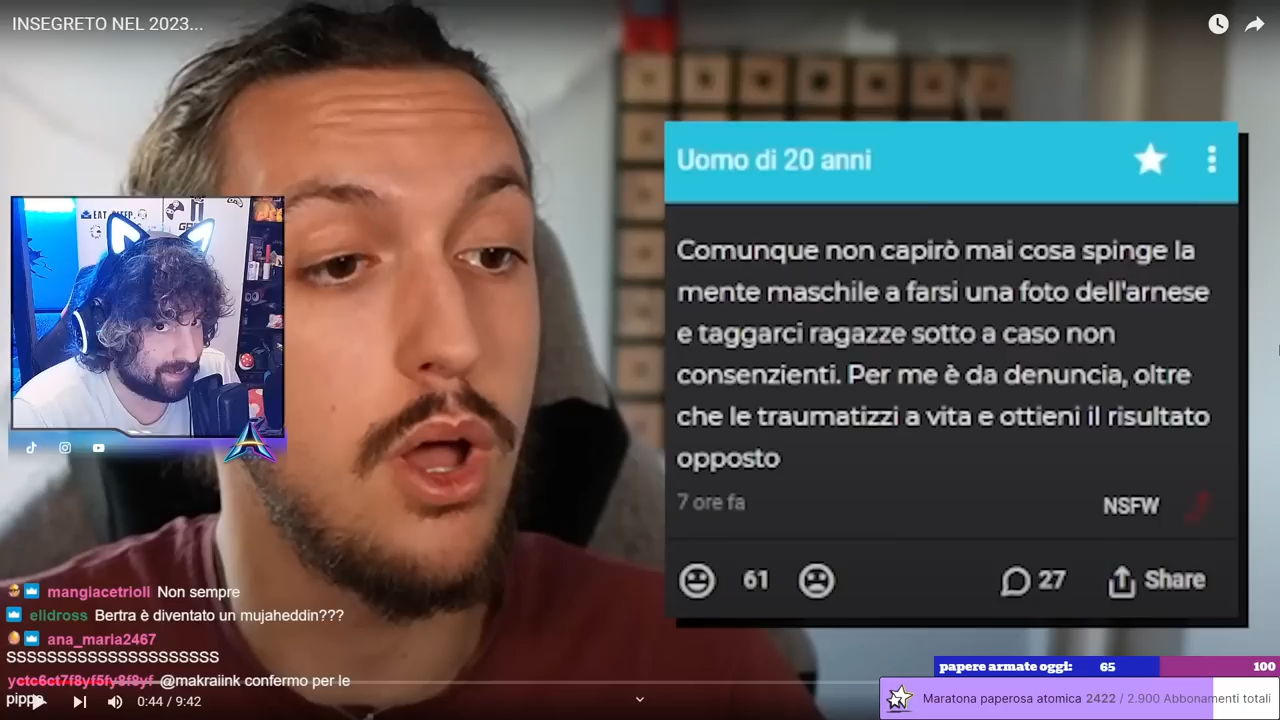 INSEGRETO NEL 2023...
Uomo di 20 anni
Comunque non capirò mai cosa spinge la
mente maschile a farsi una foto dell'arnese
e taggarci ragazze sotto a caso non
consenzienti. Per me è da denuncia, oltre
che le traumatizzi a vita e ottieni il risultato
opposto
7 ore fa
NSFW
61
27
Share
EAT
mangiacetrioli Non sempre
elldross Bertra è diventato un mujaheddin???
ana_maria2467
SSSSSSSSSSSSSSSSSSSSS
@makraiink confermo per le
pippe
0:44 / 9:42
papere armate oggi: 65 100
Maratona paperosa atomica 2422 / 2.900 Abbonamenti totali